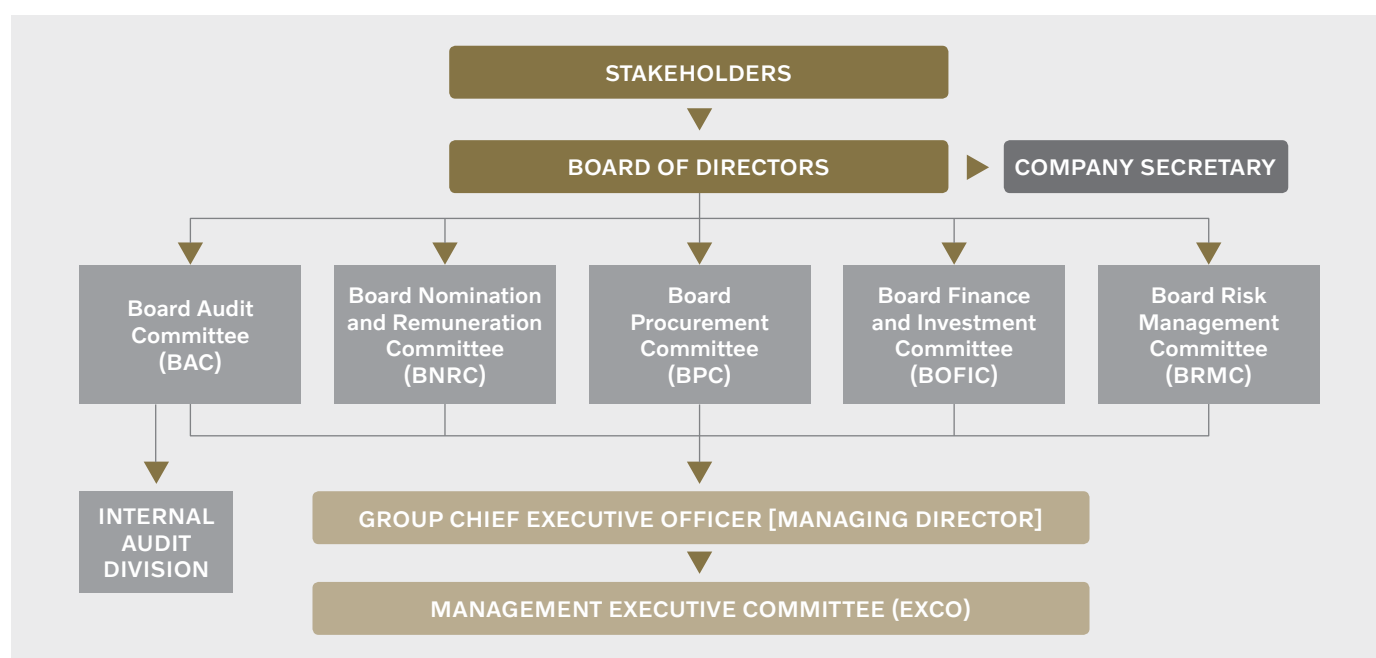 STAKEHOLDERS
BOARD OF DIRECTORS
COMPANY SECRETARY
Board Audit
Committee
(BAC)
Board Nomination
and Remuneration
Committee
(BNRC)
Board
Procurement
Committee
(BPC)
Board Finance
and Investment
Committee
(BOFIC)
Board Risk
Management
Committee
(BRMC)
INTERNAL
AUDIT
DIVISION
GROUP CHIEF EXECUTIVE OFFICER [MANAGING DIRECTOR]
MANAGEMENT EXECUTIVE COMMITTEE (EXCO)